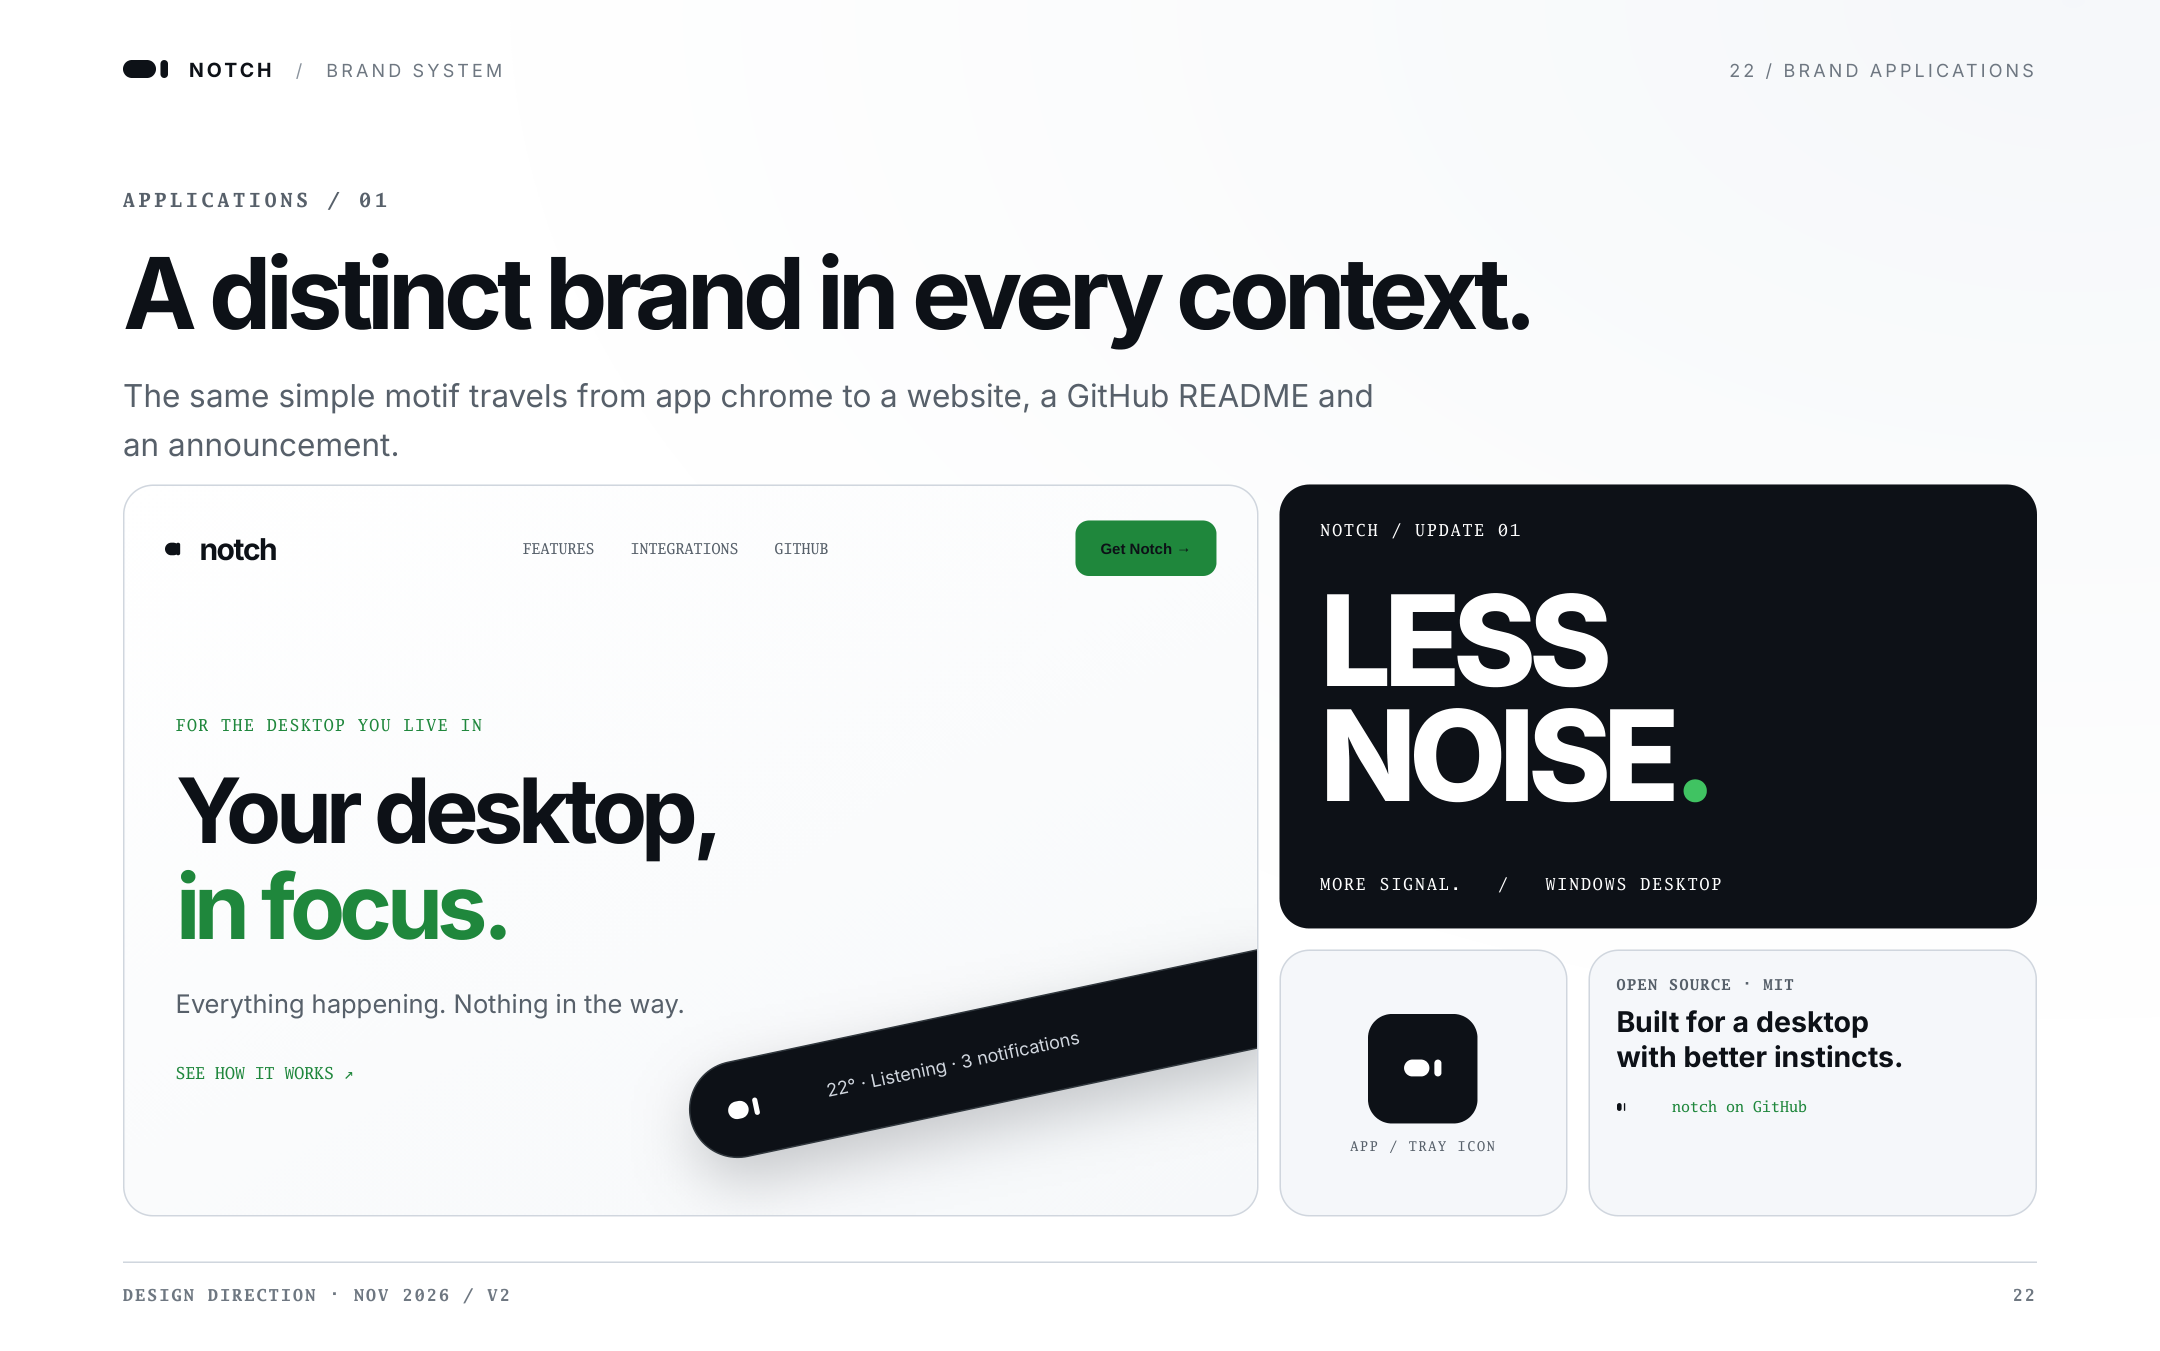 NOTCH / BRAND SYSTEM
22 / BRAND APPLICATIONS
APPLICATIONS / 01
A distinct brand in every context.
The same simple motif travels from app chrome to a website, a GitHub README and
an announcement.
notch
FEATURES INTEGRATIONS GITHUB
Get Notch →
FOR THE DESKTOP YOU LIVE IN
Your desktop,
in focus.
Everything happening. Nothing in the way.
SEE HOW IT WORKS ↗
22° · Listening · 3 notifications
NOTCH / UPDATE 01
LESS
NOISE.
MORE SIGNAL. / WINDOWS DESKTOP
APP / TRAY ICON
OPEN SOURCE · MIT
Built for a desktop
with better instincts.
notch on GitHub
DESIGN DIRECTION · NOV 2026 / V2
22